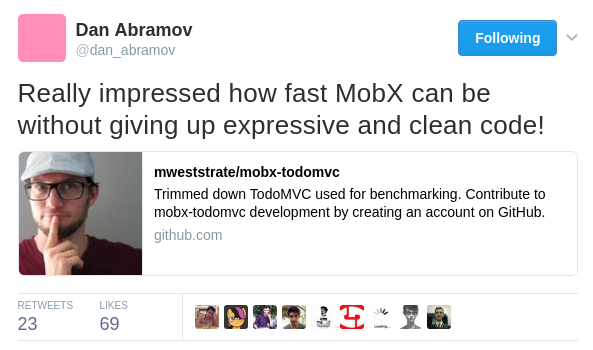 Dan Abramov
@dan_abramov
Following
Really impressed how fast MobX can be
without giving up expressive and clean code!
mweststrate/mobx-todomvc
Trimmed down TodoMVC used for benchmarking. Contribute to
mobx-todomvc development by creating an account on GitHub.
github.com
RETWEETS LIKES
23 69
Loading...